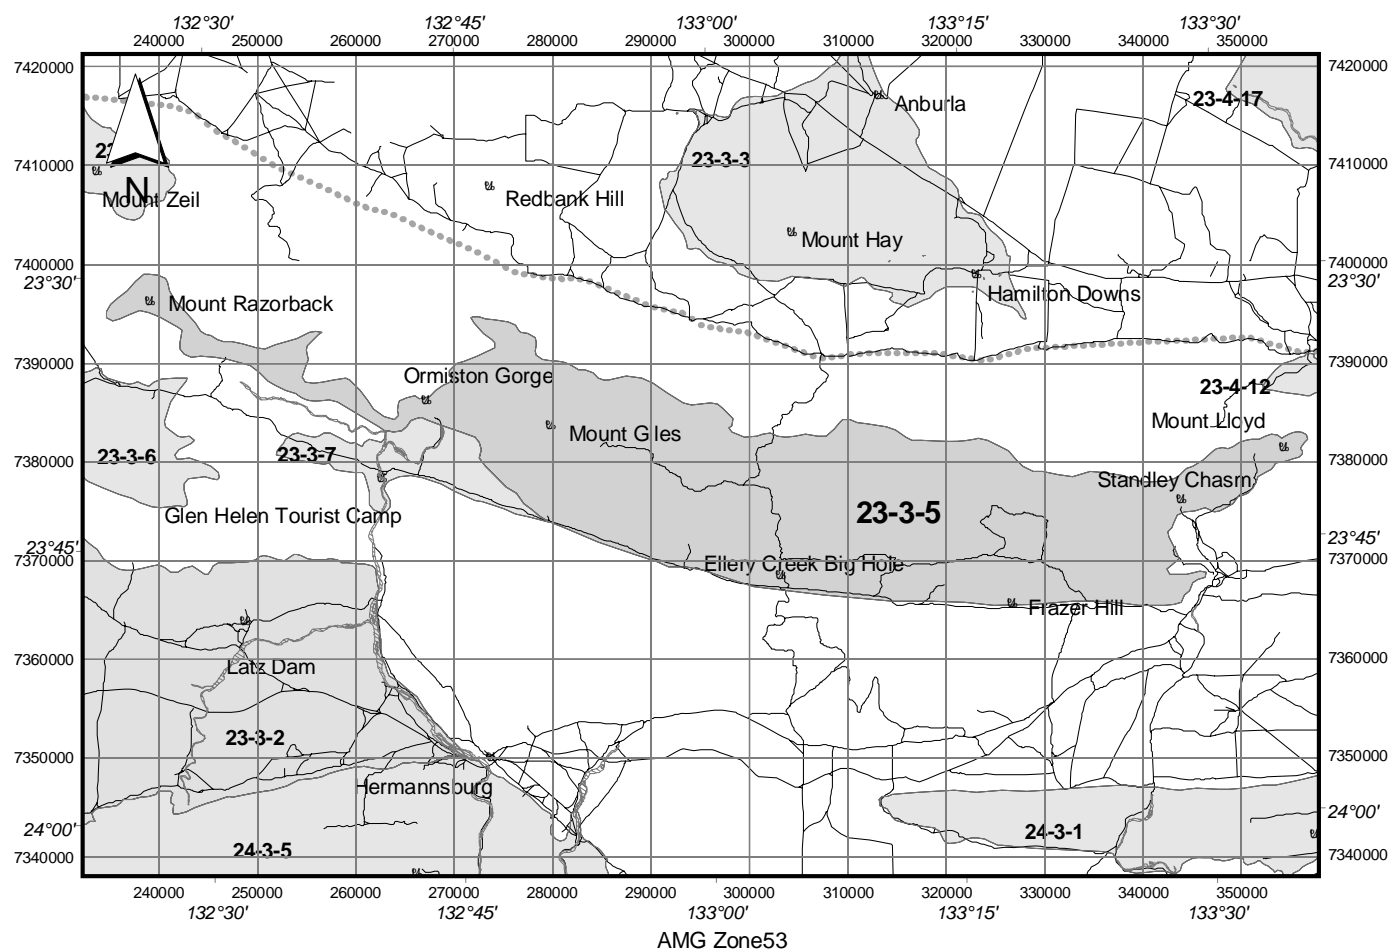 132°30' 132°45' 133°00' 133°15' 133°30'
240000 250000 260000 270000 280000 290000 300000 310000 320000 330000 340000 350000
7420000 7420000
23-4-17
Anburla
7410000 23-3-3 7410000
N
Mount Zeil Redbank Hill
Mount Hay
7400000 7400000
23°30' 23°30'
Hamilton Downs
Mount Razorback
7390000 7390000
Ormiston Gorge 23-4-12
Mount Lloyd
Mount Giles
23-3-6 23-3-7
7380000 7380000
Standley Chasm
23-3-5
Glen Helen Tourist Camp
23°45' 23°45'
7370000 7370000
Ellery Creek Big Hole
Frazer Hill
7360000 7360000
Latz Dam
23-3-2
7350000 7350000
Hermannsburg
24°00' 24°00'
24-3-1
24-3-5
7340000 7340000
240000 250000 260000 270000 280000 290000 300000 310000 320000 330000 340000 350000
132°30' 132°45' 133°00' 133°15' 133°30'
AMG Zone53